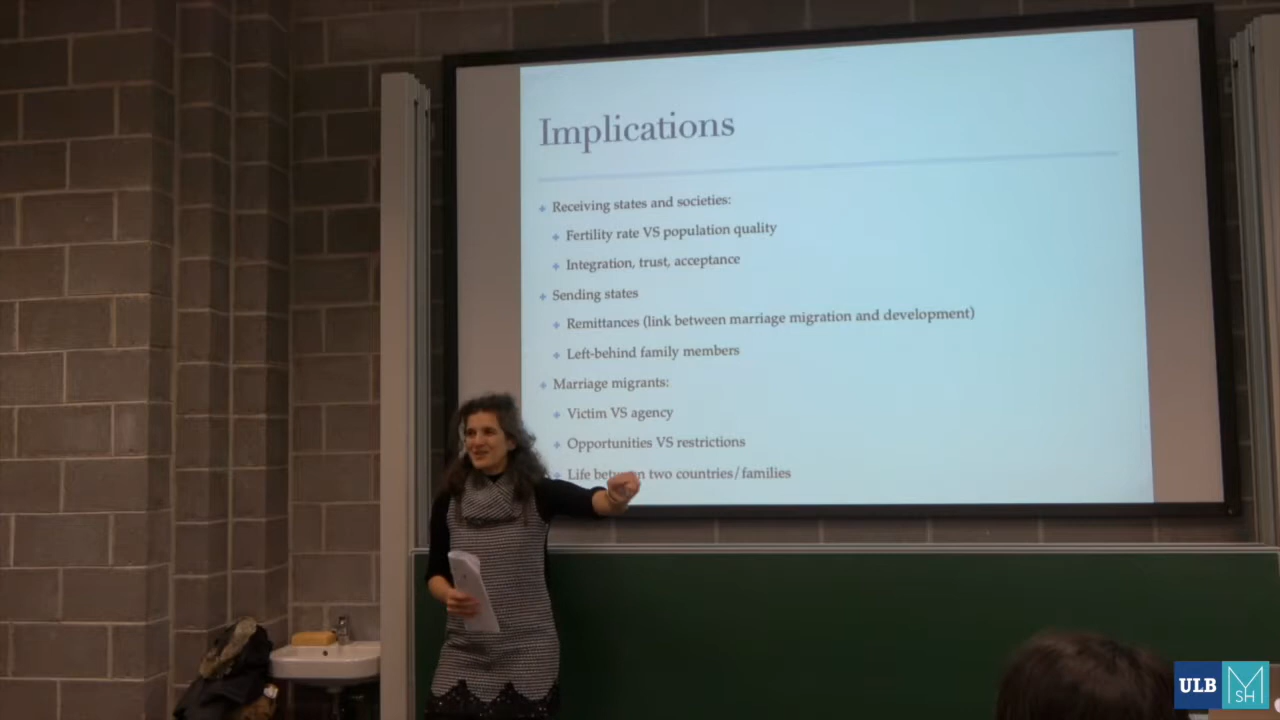 Implications
Receiving states and societies:
Fertility rate VS population quality
Integration, trust, acceptance
Sending states
Remittances (link between marriage migration and development)
Left-behind family members
Marriage migrants:
Victim VS agency
Opportunities VS restrictions
Life between two countries/families
ULB
M
SH